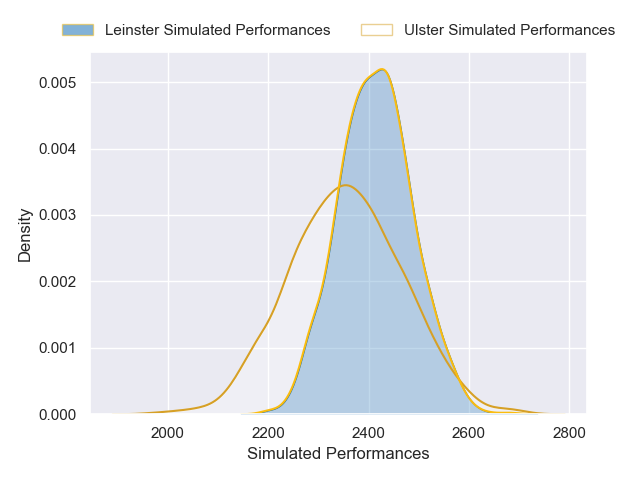 Leinster Simulated Performances Ulster Simulated Performances
0.005
0.004
0.003
0.002
0.001
0.000
Density
2000 2200 2400 2600 2800
Simulated Performances